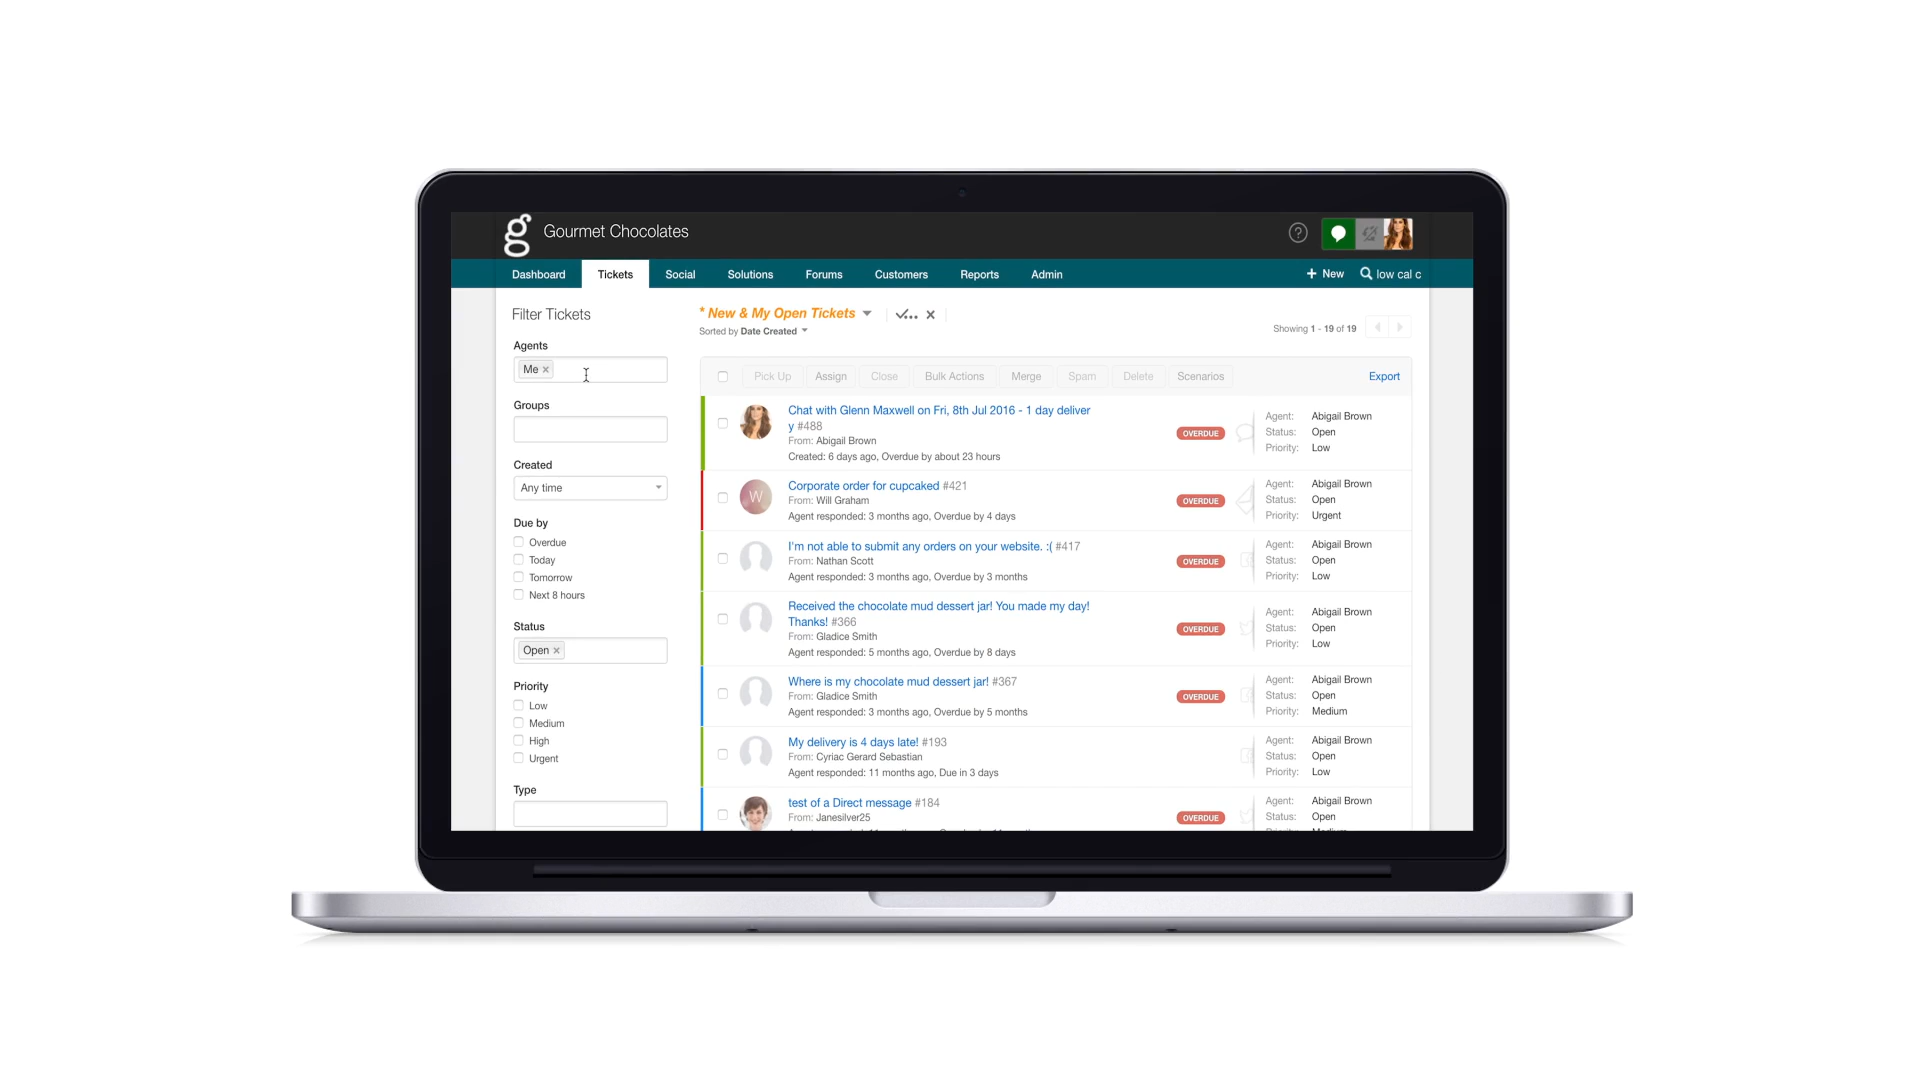 g Gourmet Chocolates
?
Dashboard Tickets Social Solutions Forums Customers Reports Admin + New low cal c
Filter Tickets
Agents
Me ×
Groups
Created
Any time
Due by
Overdue
Today
Tomorrow
Next 8 hours
Status
Open ×
Priority
Low
Medium
High
Urgent
Type
* New & My Open Tickets
Sorted by Date Created
Showing 1 - 19 of 19
Pick Up Assign Close Bulk Actions Merge Spam Delete Scenarios Export
Chat with Glenn Maxwell on Fri, 8th Jul 2016 - 1 day deliver
y #488
From: Abigail Brown
Created: 6 days ago, Overdue by about 23 hours
OVERDUE
Agent: Abigail Brown
Status: Open
Priority: Low
W
Corporate order for cupcaked #421
From: Will Graham
Agent responded: 3 months ago, Overdue by 4 days
OVERDUE
Agent: Abigail Brown
Status: Open
Priority: Urgent
I'm not able to submit any orders on your website. :( #417
From: Nathan Scott
Agent responded: 3 months ago, Overdue by 3 months
OVERDUE
Agent: Abigail Brown
Status: Open
Priority: Low
Received the chocolate mud dessert jar! You made my day!
Thanks! #366
From: Gladice Smith
Agent responded: 5 months ago, Overdue by 8 days
OVERDUE
Agent: Abigail Brown
Status: Open
Priority: Low
Where is my chocolate mud dessert jar! #367
From: Gladice Smith
Agent responded: 3 months ago, Overdue by 5 months
OVERDUE
Agent: Abigail Brown
Status: Open
Priority: Medium
My delivery is 4 days late! #193
From: Cyriac Gerard Sebastian
Agent responded: 11 months ago, Due in 3 days
Agent: Abigail Brown
Status: Open
Priority: Low
test of a Direct message #184
From: Janesilver25
OVERDUE
Agent: Abigail Brown
Status: Open